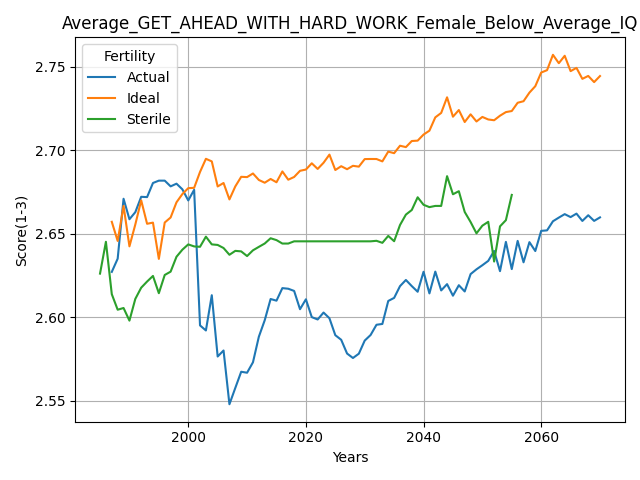 Average_GET_AHEAD_WITH_HARD_WORK_Female_Below_Average_IQ
Fertility
Actual
Ideal
Sterile
Score(1-3)
2.75
2.70
2.65
2.60
2.55
2000
2020
2040
2060
Years